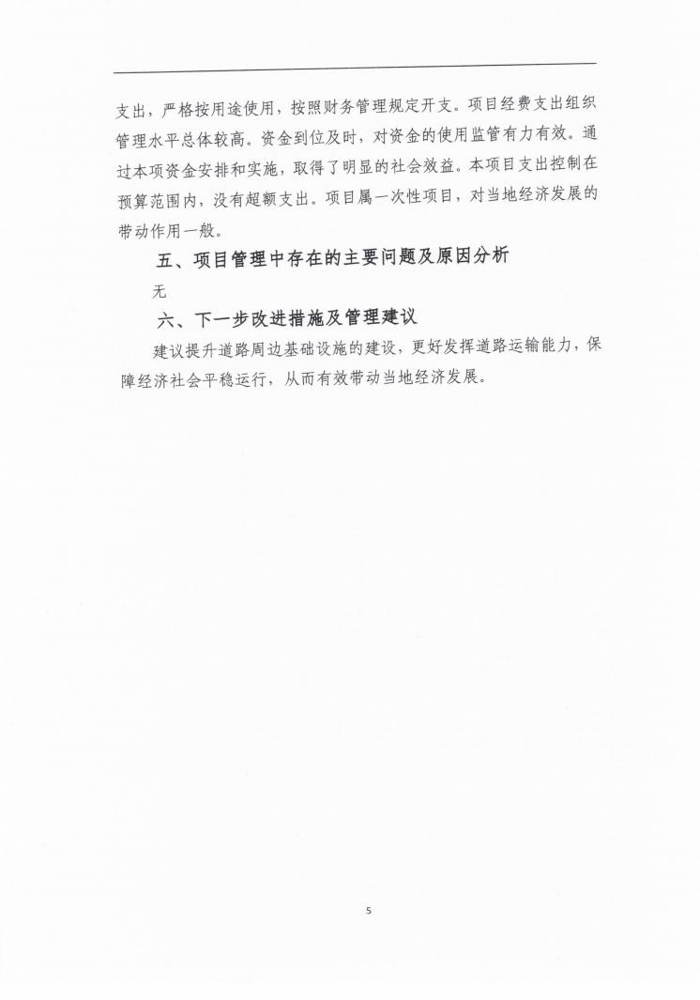 支出，严格按用途使用，按照财务管理规定开支。项目经费支出组织
管理水平总体较高。资金到位及时，对资金的使用监管有力有效。通
过本项资金安排和实施，取得了明显的社会效益。本项目支出控制在
预算范围内，没有超额支出。项目属一次性项目，对当地经济发展的
带动作用一般。
五、项目管理中存在的主要问题及原因分析
无
六、下一步改进措施及管理建议
建议提升道路周边基础设施的建设，更好发挥道路运输能力，保
障经济社会平稳运行，从而有效带动当地经济发展。
5